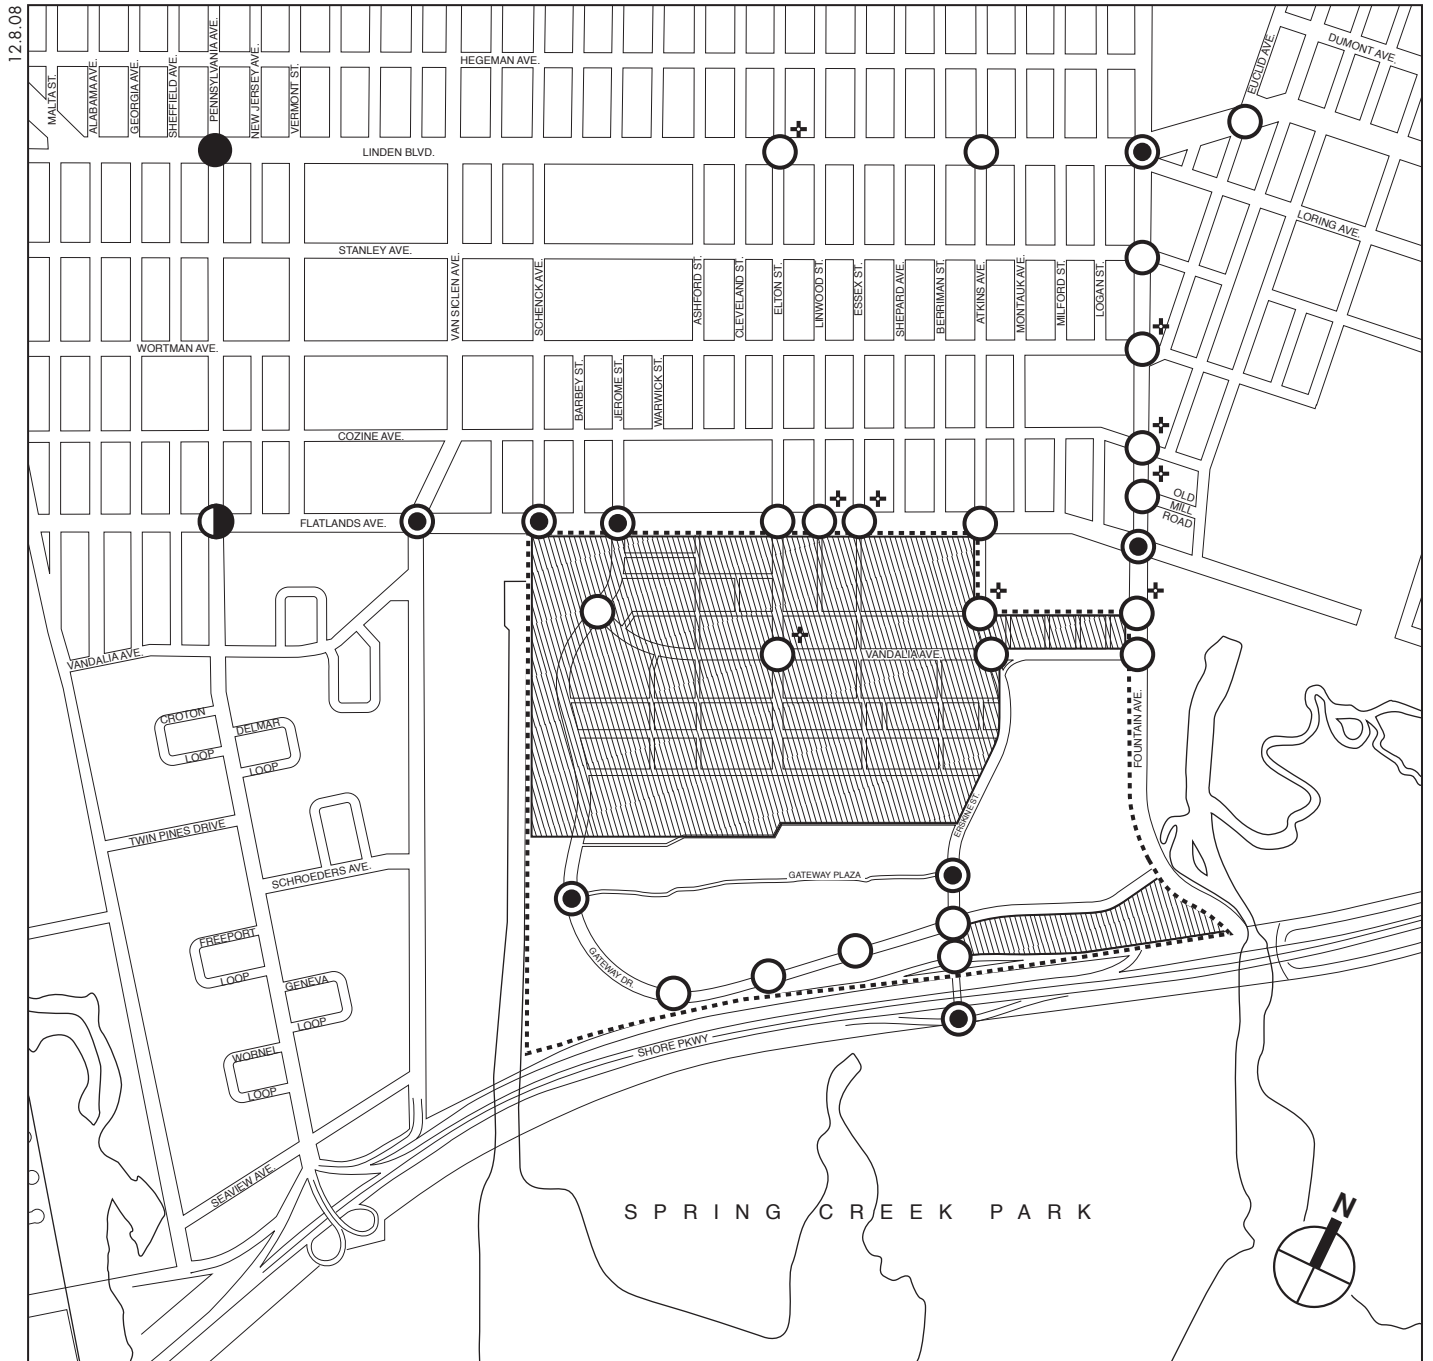 12.8.08
HEGEMAN AVE.
DUMONT AVE.
EUCLID AVE.
MALTA ST.
ALABAMA AVE.
GEORGIA AVE.
SHEFFIELD AVE.
PENNSYLVANIA AVE.
NEW JERSEY AVE.
VERMONT ST.
LINDEN BLVD.
LORING AVE.
STANLEY AVE.
VAN SICLEN AVE.
SCHENCK AVE.
ASHFORD ST.
CLEVELAND ST.
ELTON ST.
LINWOOD ST.
ESSEX ST.
SHEPARD AVE.
BERRIMAN ST.
ATKINS AVE.
MONTAUK AVE.
MILFORD ST.
LOGAN ST.
WORTMAN AVE.
BARBEY ST.
JEROME ST.
WARWICK ST.
COZINE AVE.
OLD
MILL
ROAD
FLATLANDS AVE.
VANDALIA AVE.
VANDALIA AVE.
CROTON
LOOP
DELMAR
LOOP
FOUNTAIN AVE.
ERSKINE ST.
TWIN PINES DRIVE
SCHROEDERS AVE.
GATEWAY PLAZA
FREEPORT
LOOP
GATEWAY DR.
GENEVA
LOOP
SHORE PKWY
WORNEL
LOOP
SEAVIEW AVE.
SPRING CREEK PARK
N